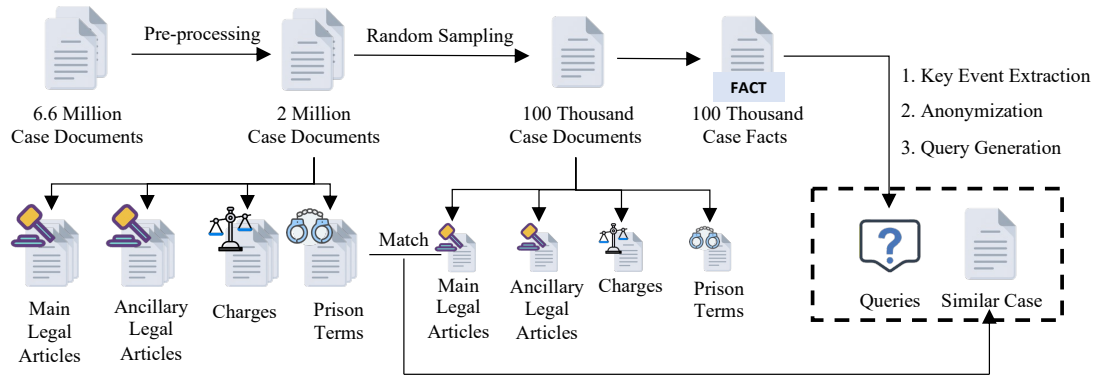 Pre-processing
Random Sampling
6.6 Million
Case Documents
2 Million
Case Documents
100 Thousand
Case Documents
FACT
100 Thousand
Case Facts
1. Key Event Extraction
2. Anonymization
3. Query Generation
Main
Legal
Articles
Ancillary
Legal
Articles
Charges
Prison
Terms
Match
Main
Legal
Articles
Ancillary
Legal
Articles
Charges
Prison
Terms
?
Queries
Similar Case